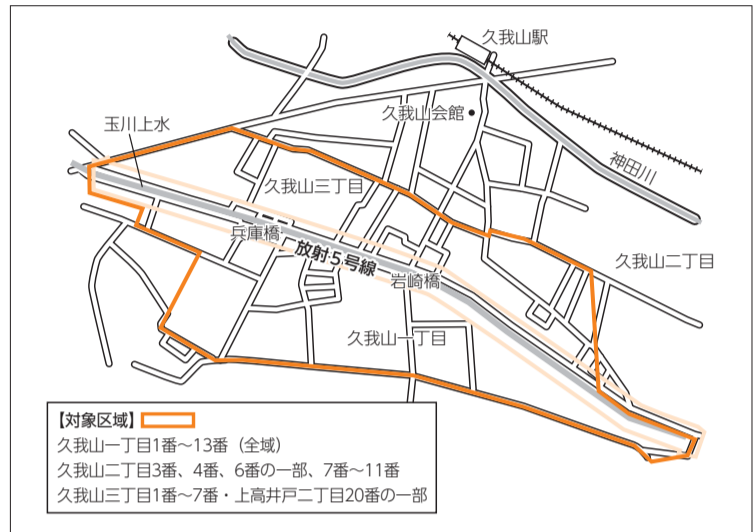 久我山駅
久我山会館
玉川上水
神田川
久我山三丁目
兵庫橋
放射5号線
岩崎橋
久我山二丁目
久我山一丁目
【対象区域】
久我山一丁目1番～13番（全域）
久我山二丁目3番、4番、6番の一部、7番～11番
久我山三丁目1番～7番・上高井戸二丁目20番の一部